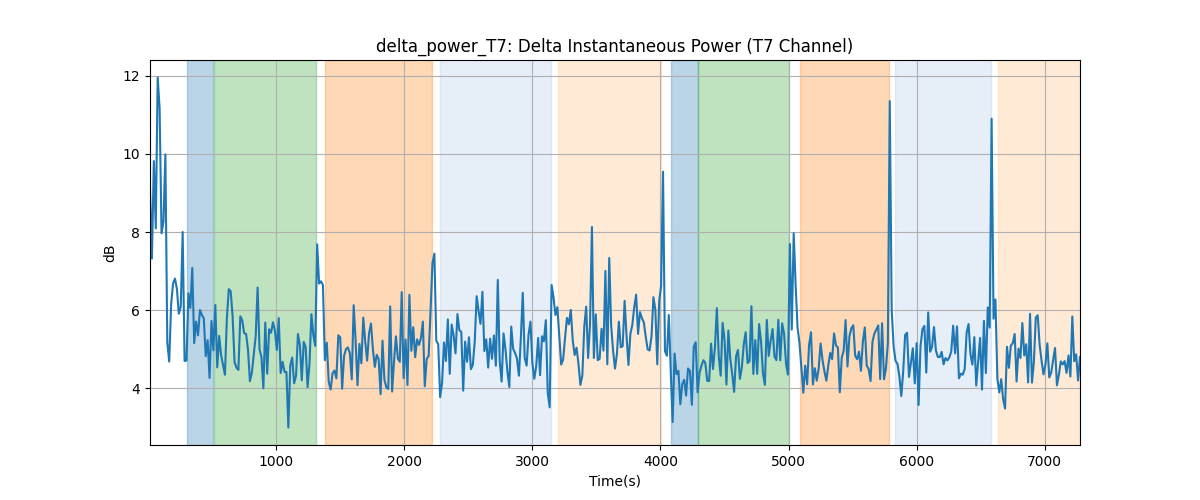 delta_power_T7: Delta Instantaneous Power (T7 Channel)
12
10
8
6
4
dB
1000 2000 3000 4000 5000 6000 7000
Time(s)